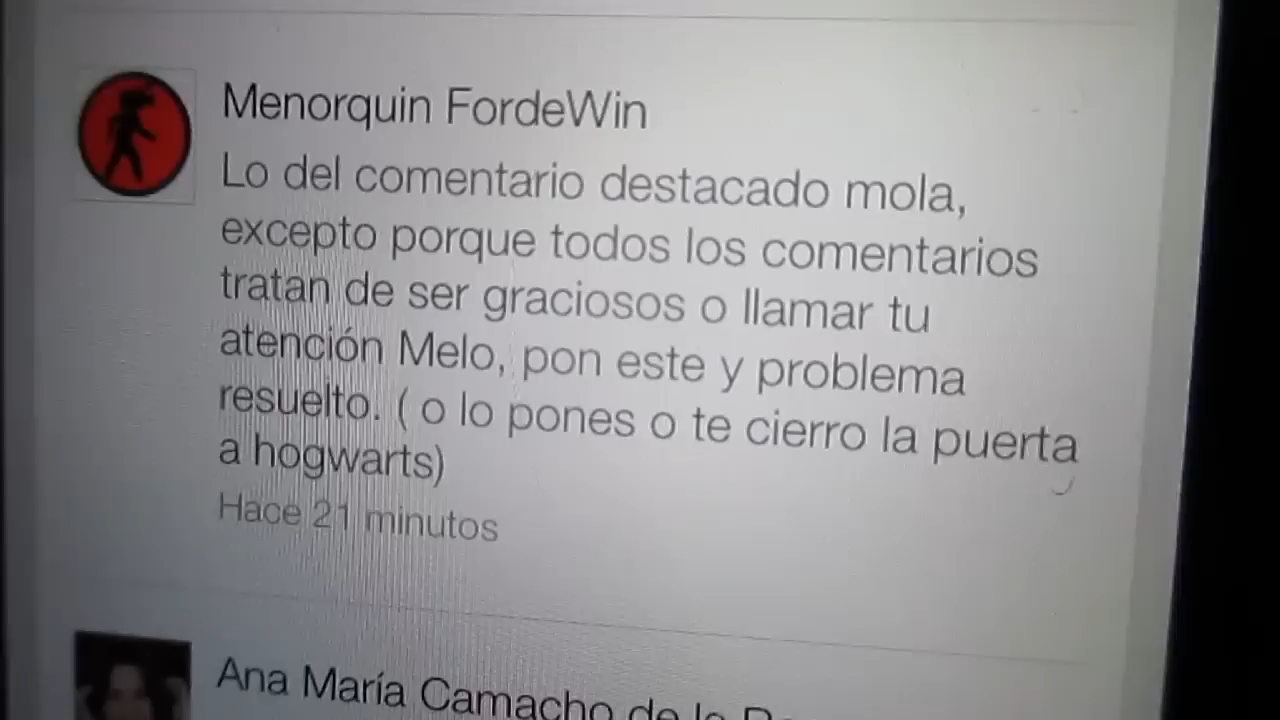 Menorquin FordeWin
Lo del comentario destacado mola,
excepto porque todos los comentarios
tratan de ser graciosos o llamar tu
atención Melo, pon este y problema
resuelto. ( o lo pones o te cierro la puerta
a hogwarts)
Hace 21 minutos
Ana María Camacho de